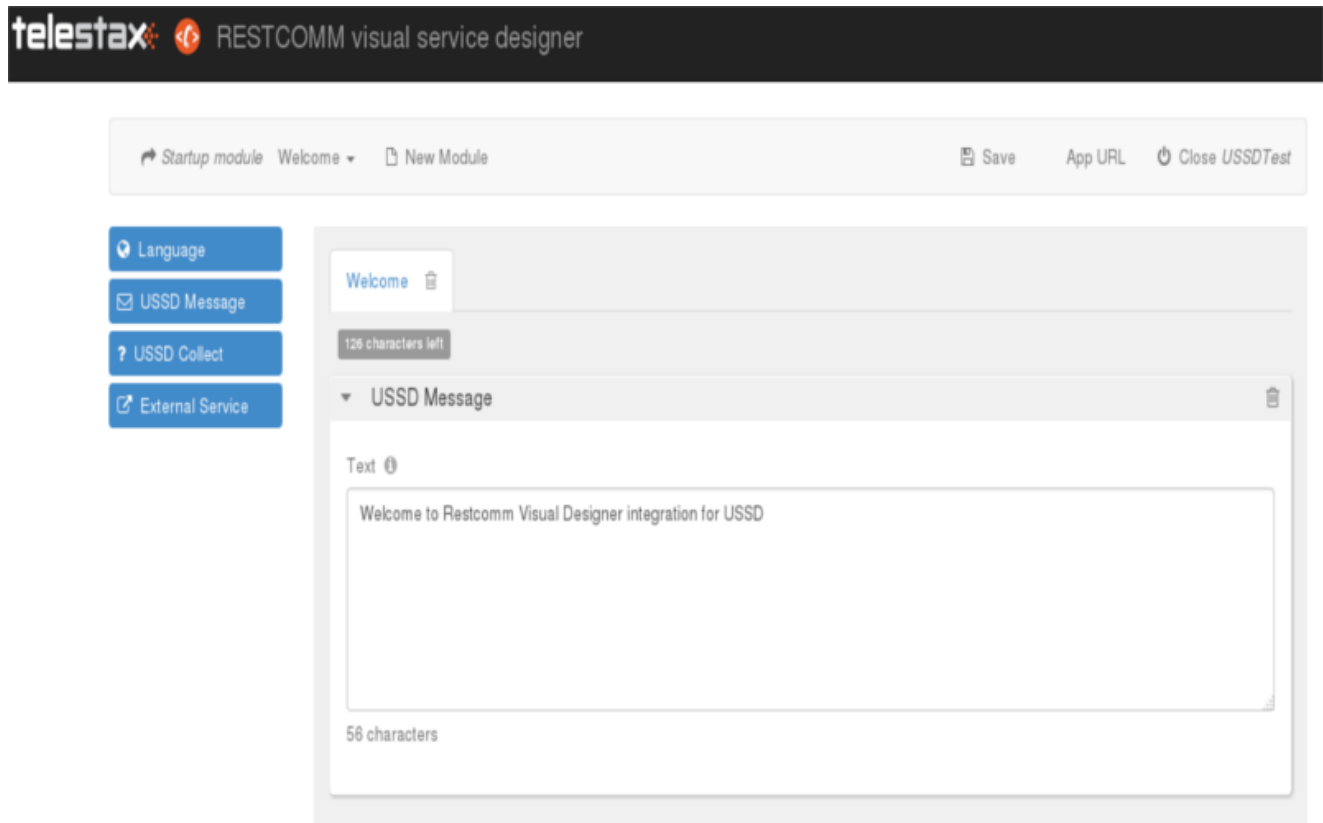 telestax RESTCOMM visual service designer
Startup module Welcome New Module Save App URL Close USSDTest
Language
USSD Message
? USSD Collect
External Service
Welcome
126 characters left
USSD Message
Text
Welcome to Restcomm Visual Designer integration for USSD
56 characters